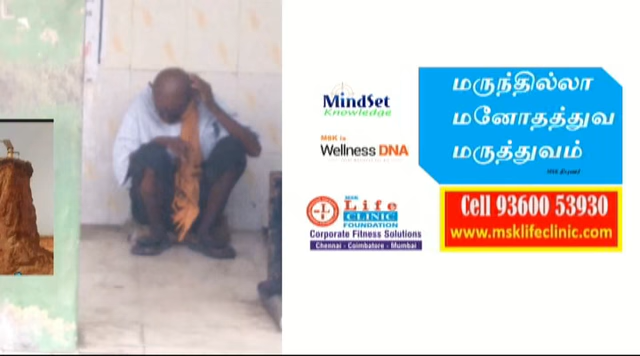 MindSet
Knowledge
MSK is
Wellness DNA
MSK
Life
CLINIC
FOUNDATION
Corporate Fitness Solutions
Chennai - Coimbatore - Mumbai
மருந்தில்லா
மனோதத்துவ
மருத்துவம்
Cell 93600 53930
www.msklifeclinic.com